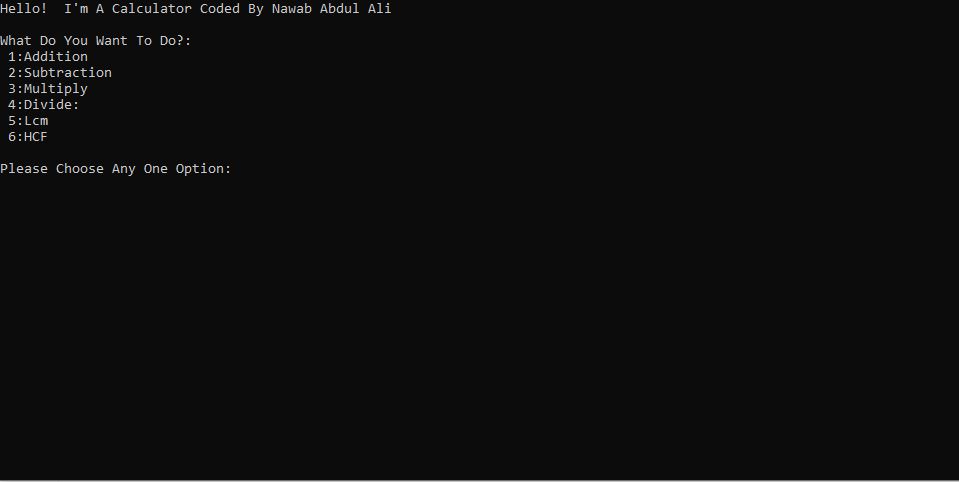 Hello!  I'm A Calculator Coded By Nawab Abdul Ali
What Do You Want To Do?:
1:Addition
2:Subtraction
3:Multiply
4:Divide:
5:Lcm
6:HCF
Please Choose Any One Option: